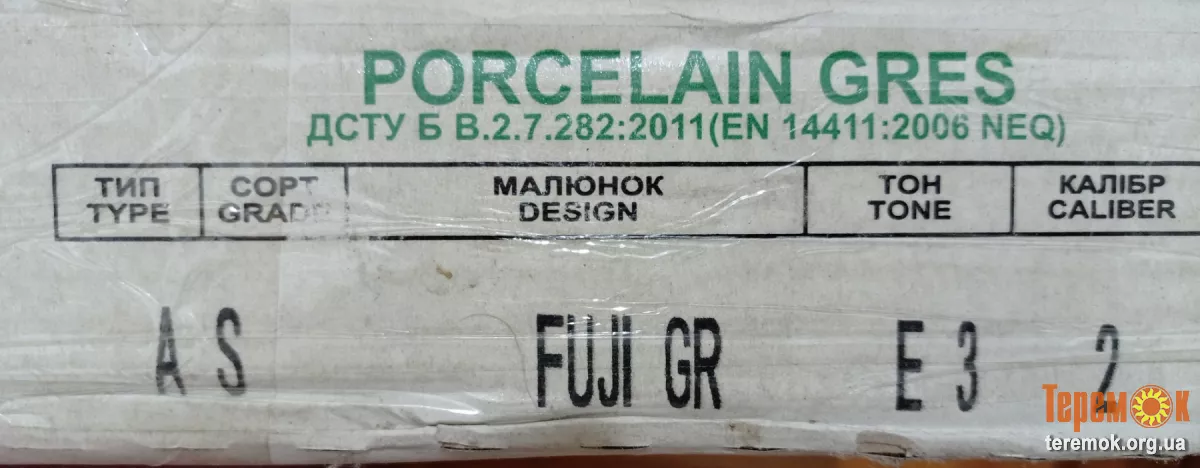 PORCELAIN GRES
ДСТУ Б В.2.7.282:2011(EN 14411:2006 NEQ)
ТИП СОРТ МАЛЮНОК ТОН КАЛІБР
TYPE GRADE DESIGN TONE CALIBER
A S FUJI GR E 3 2
Теремок
teremok.org.ua